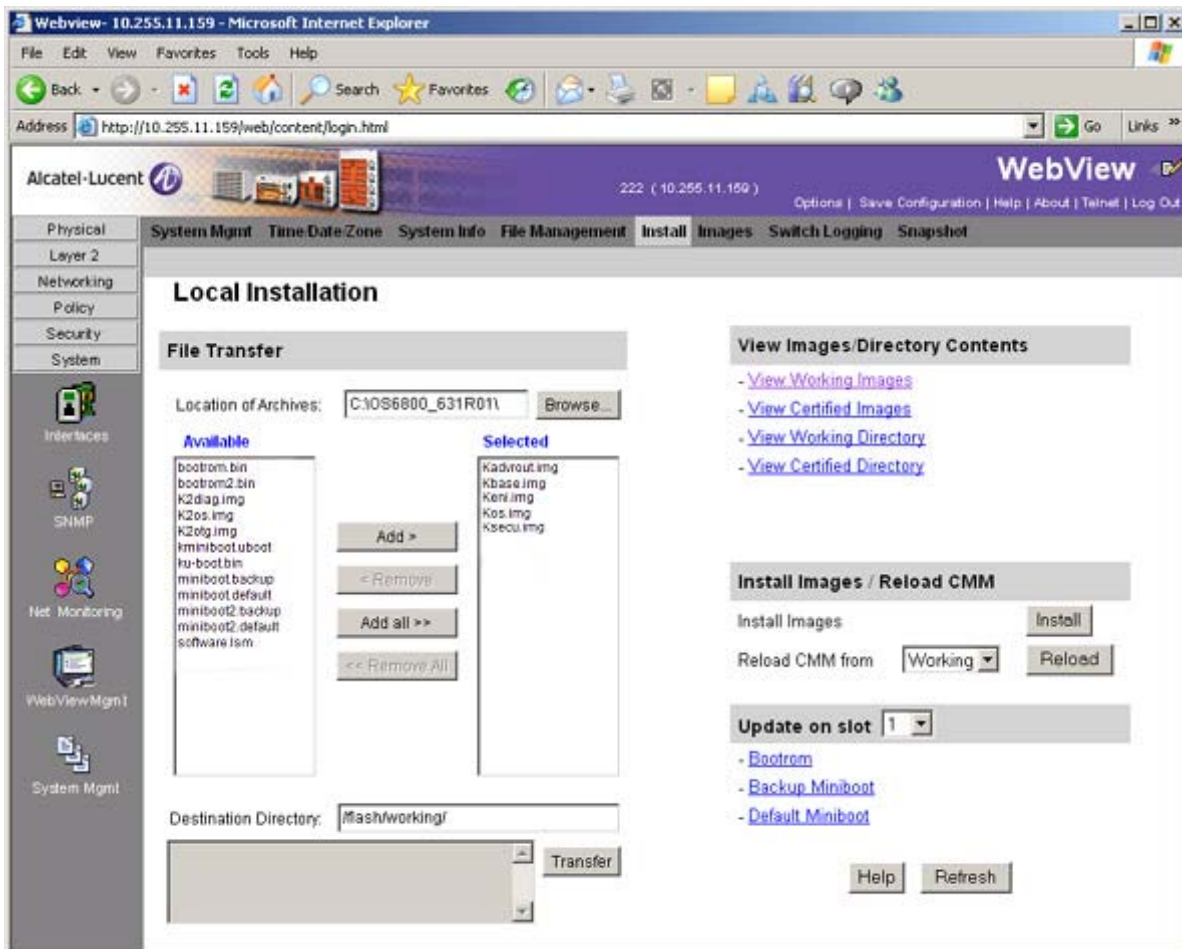 Webview- 10.255.11.159 - Microsoft Internet Explorer
File Edit View Favorites Tools Help
Back Search Favorites
Address http://10.255.11.159/web/content/login.html Go Links »
Alcatel·Lucent
222 ( 10.255.11.159 )
WebView
Options | Save Configuration | Help | About | Telnet | Log Out
Physical
Layer 2
Networking
Policy
Security
System
Interfaces
SNMP
Net Monitoring
WebViewMgmt
System Mgmt
System Mgmt Time/Date/Zone System Info File Management Install Images Switch Logging Snapshot
Local Installation
File Transfer
Location of Archives: C:\OS6800_631R01\ Browse...
Available
bootrom.bin
bootrom2.bin
K2diag.img
K2os.img
K2otg.img
kminiboot.uboot
ku-boot.bin
miniboot.backup
miniboot.default
miniboot2.backup
miniboot2.default
software.lsm
Add >
< Remove
Add all >>
<< Remove All
Selected
Kadvrout.img
Kbase.img
Keni.img
Kos.img
Ksecu.img
Destination Directory: /flash/working/
Transfer
View Images/Directory Contents
- View Working Images
- View Certified Images
- View Working Directory
- View Certified Directory
Install Images / Reload CMM
Install Images Install
Reload CMM from Working Reload
Update on slot 1
- Bootrom
- Backup Miniboot
- Default Miniboot
Help Refresh